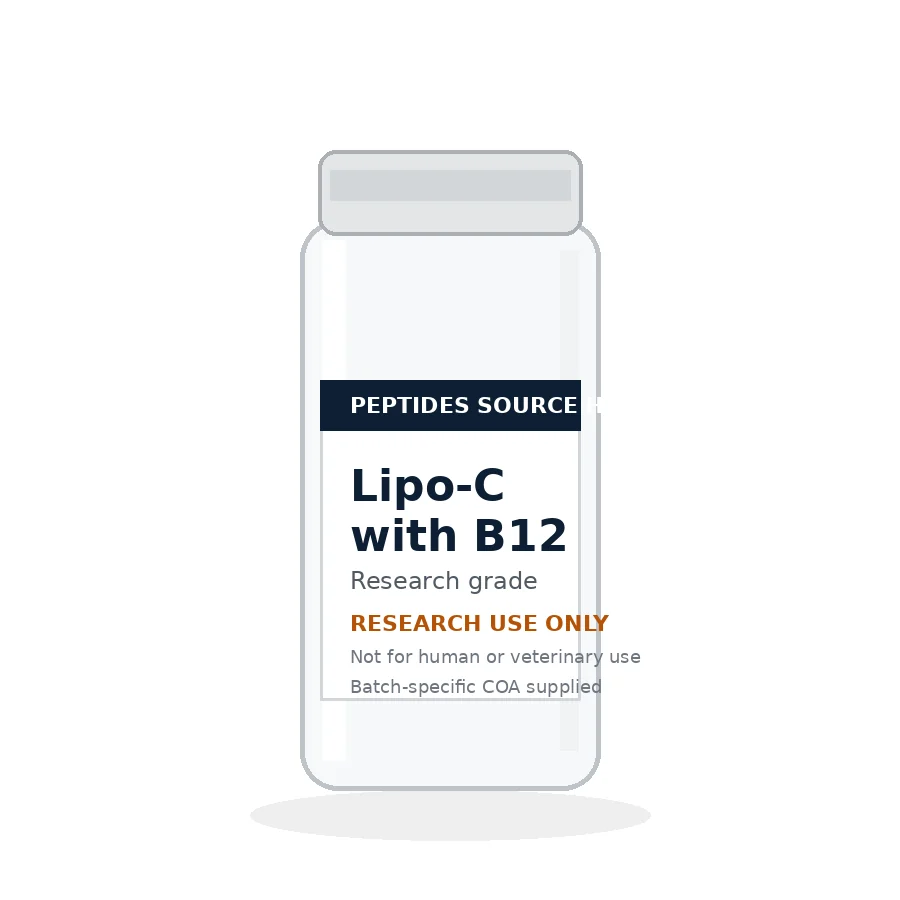 PEPTIDES SOURCE H
Lipo-C
with B12
Research grade
RESEARCH USE ONLY
Not for human or veterinary use
Batch-specific COA supplied